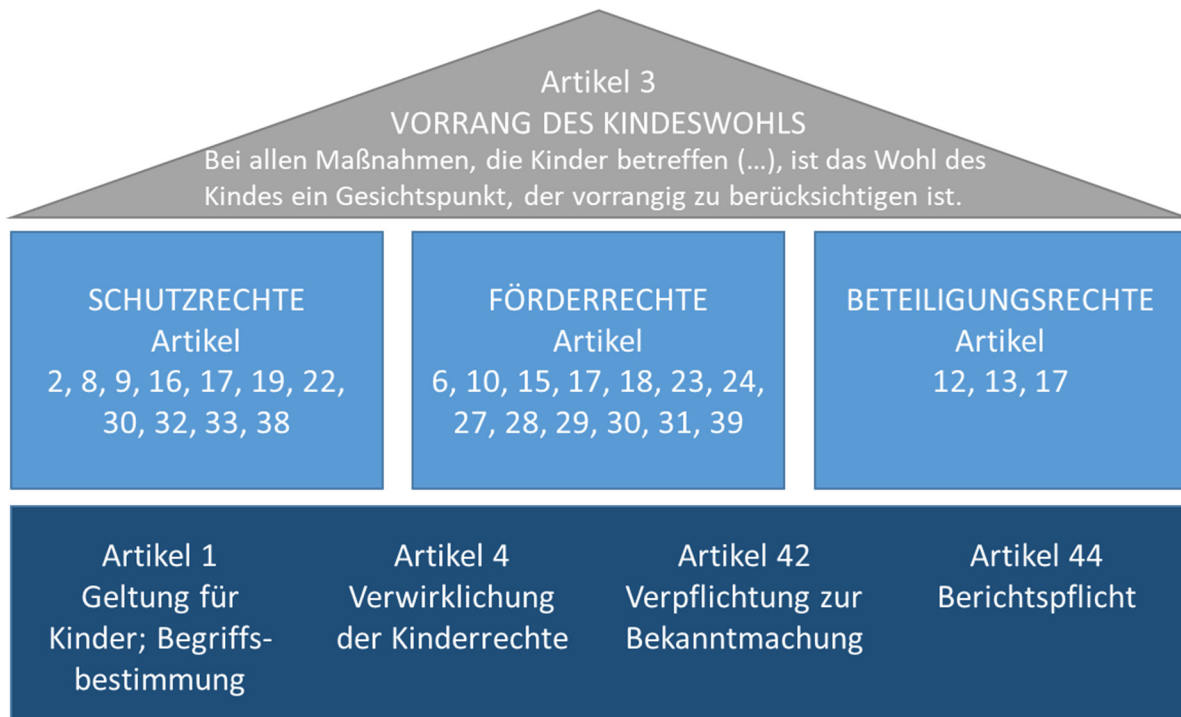 Artikel 3
VORRANG DES KINDESWOHLS
Bei allen Maßnahmen, die Kinder betreffen (...), ist das Wohl des
Kindes ein Gesichtspunkt, der vorrangig zu berücksichtigen ist.
SCHUTZRECHTE
Artikel
2, 8, 9, 16, 17, 19, 22,
30, 32, 33, 38
FÖRDERRECHTE
Artikel
6, 10, 15, 17, 18, 23, 24,
27, 28, 29, 30, 31, 39
BETEILIGUNGSRECHTE
Artikel
12, 13, 17
Artikel 1
Geltung für
Kinder; Begriffs-
bestimmung
Artikel 4
Verwirklichung
der Kinderrechte
Artikel 42
Verpflichtung zur
Bekanntmachung
Artikel 44
Berichtspflicht